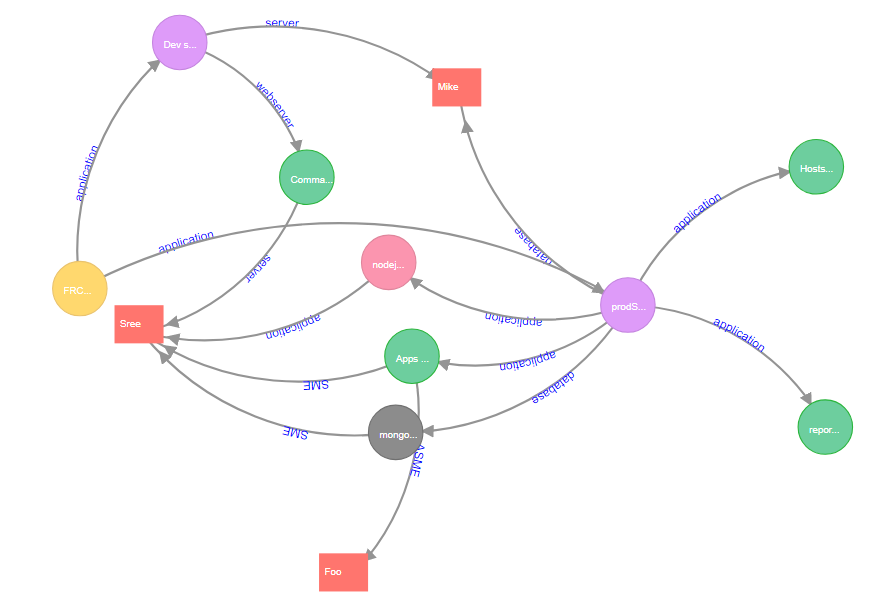 server
Dev s...
Mike
webserver
application
Comma...
Hosts...
application
application
database
server
nodej...
FRC...
prodS...
Sree
application
application
application
Apps ...
application
SME
database
mongo...
SME
repor...
ASME
Foo